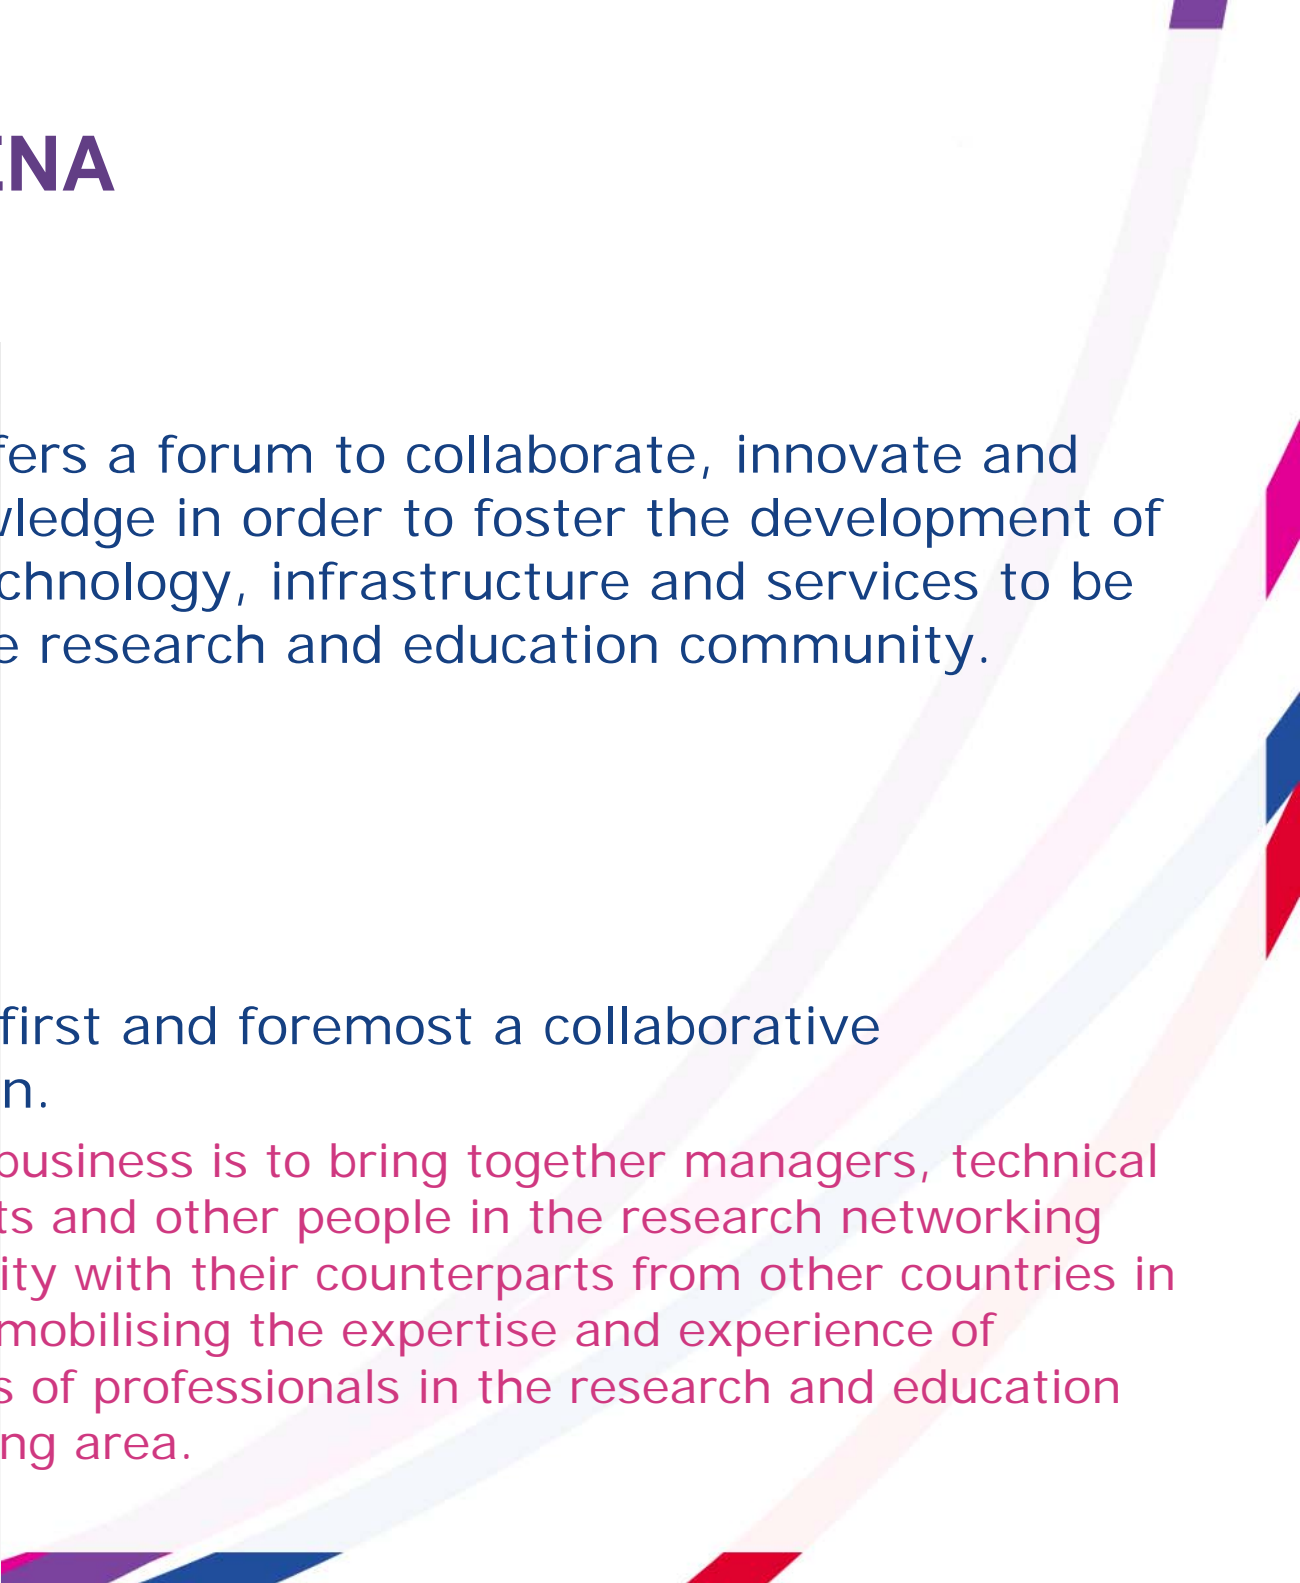 ENA
fers a forum to collaborate, innovate and
wledge in order to foster the development of
chnology, infrastructure and services to be
e research and education community.
first and foremost a collaborative
n.
business is to bring together managers, technical
ts and other people in the research networking
ity with their counterparts from other countries in
mobilising the expertise and experience of
s of professionals in the research and education
ng area.